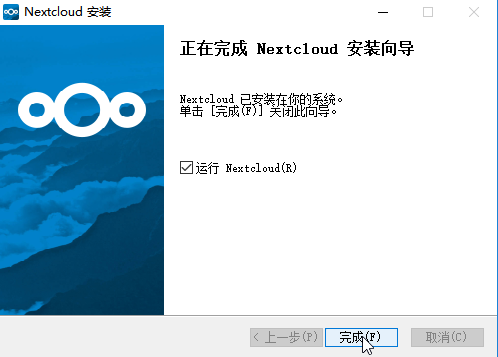 Nextcloud 安装
正在完成 Nextcloud 安装向导
Nextcloud 已安装在你的系统。
单击 [完成(F)] 关闭此向导。
运行 Nextcloud(R)
< 上一步(P)
完成(F)
取消(C)